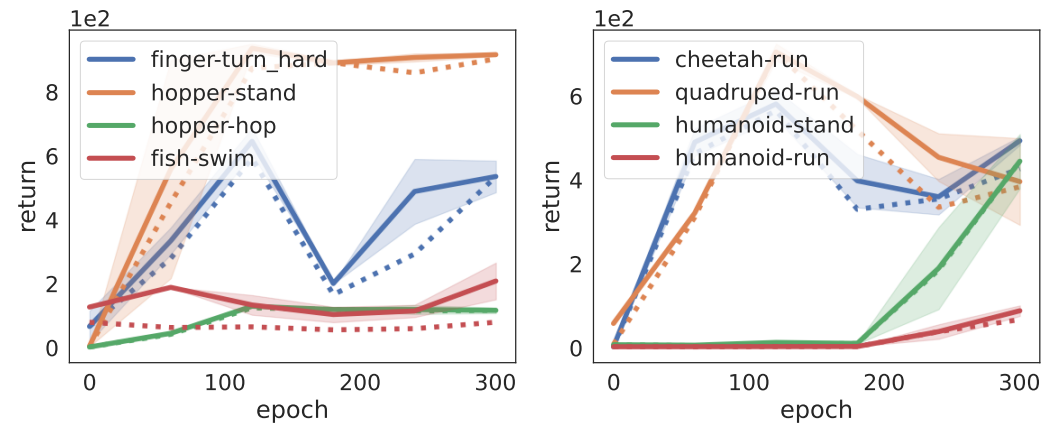 1e2
finger-turn_hard
hopper-stand
hopper-hop
fish-swim
8
6
4
2
0
return
0
100
200
300
epoch
1e2
cheetah-run
quadruped-run
humanoid-stand
humanoid-run
6
4
2
0
return
0
100
200
300
epoch